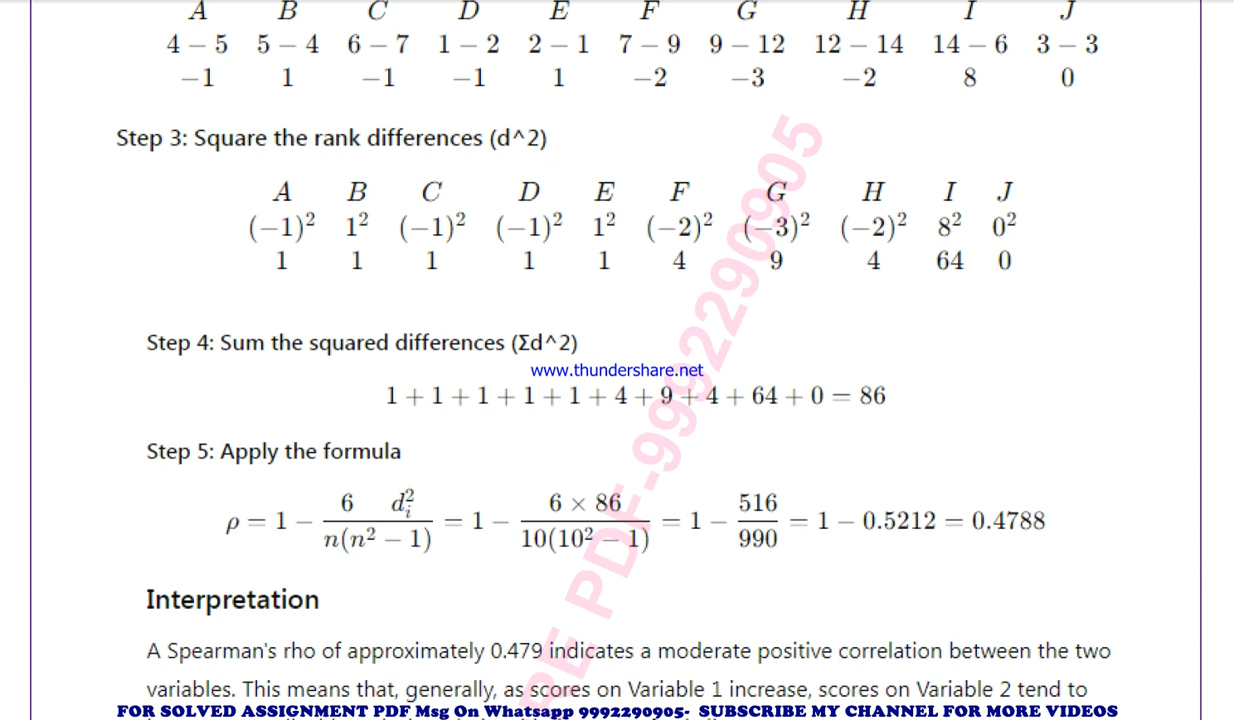 A B C D E F G H I J
4 − 5 5 − 4 6 − 7 1 − 2 2 − 1 7 − 9 9 − 12 12 − 14 14 − 6 3 − 3
−1 1 −1 −1 1 −2 −3 −2 8 0
Step 3: Square the rank differences (d^2)
A B C D E F G H I J
(−1)² 1² (−1)² (−1)² 1² (−2)² (−3)² (−2)² 8² 0²
1 1 1 1 1 4 9 4 64 0
Step 4: Sum the squared differences (Σd^2)
www.thundershare.net
1 + 1 + 1 + 1 + 1 + 4 + 9 + 4 + 64 + 0 = 86
Step 5: Apply the formula
ρ = 1 − 6 d_i² / n(n² − 1) = 1 − 6 × 86 / 10(10² − 1) = 1 − 516 / 990 = 1 − 0.5212 = 0.4788
Interpretation
A Spearman's rho of approximately 0.479 indicates a moderate positive correlation between the two
variables. This means that, generally, as scores on Variable 1 increase, scores on Variable 2 tend to
FOR SOLVED ASSIGNMENT PDF Msg On Whatsapp 9992290905- SUBSCRIBE MY CHANNEL FOR MORE VIDEOS
PDF-9992290905